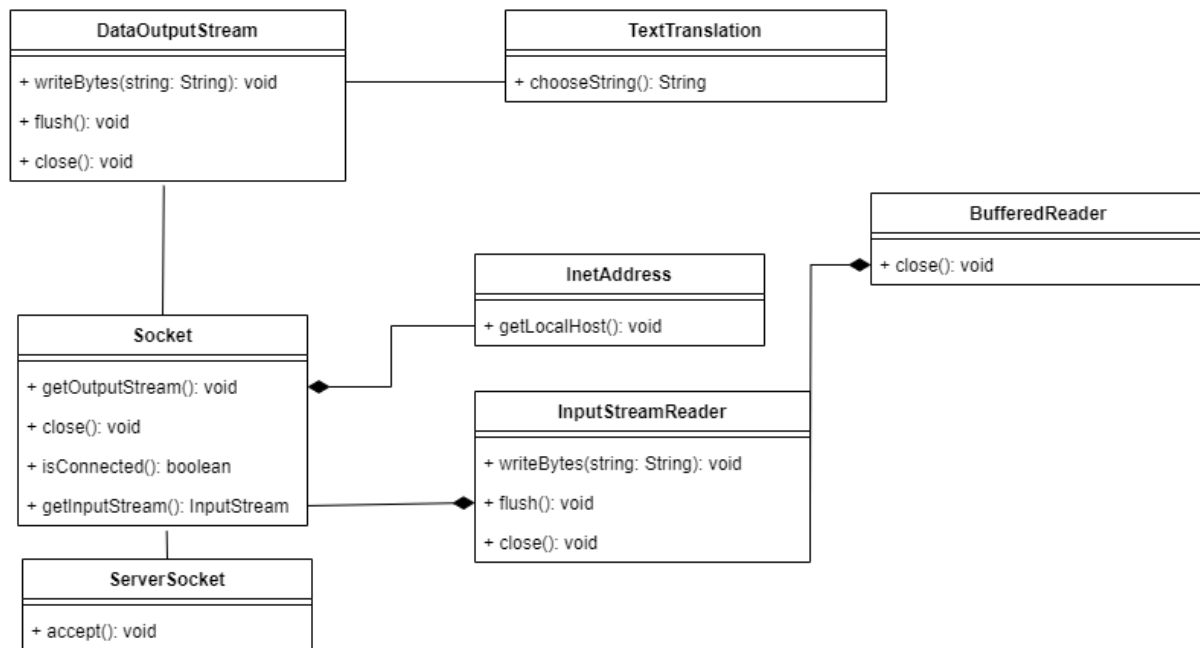 DataOutputStream
+ writeBytes(string: String): void
+ flush(): void
+ close(): void
TextTranslation
+ chooseString(): String
BufferedReader
+ close(): void
InetAddress
+ getLocalHost(): void
Socket
+ getOutputStream(): void
+ close(): void
+ isConnected(): boolean
+ getInputStream(): InputStream
InputStreamReader
+ writeBytes(string: String): void
+ flush(): void
+ close(): void
ServerSocket
+ accept(): void